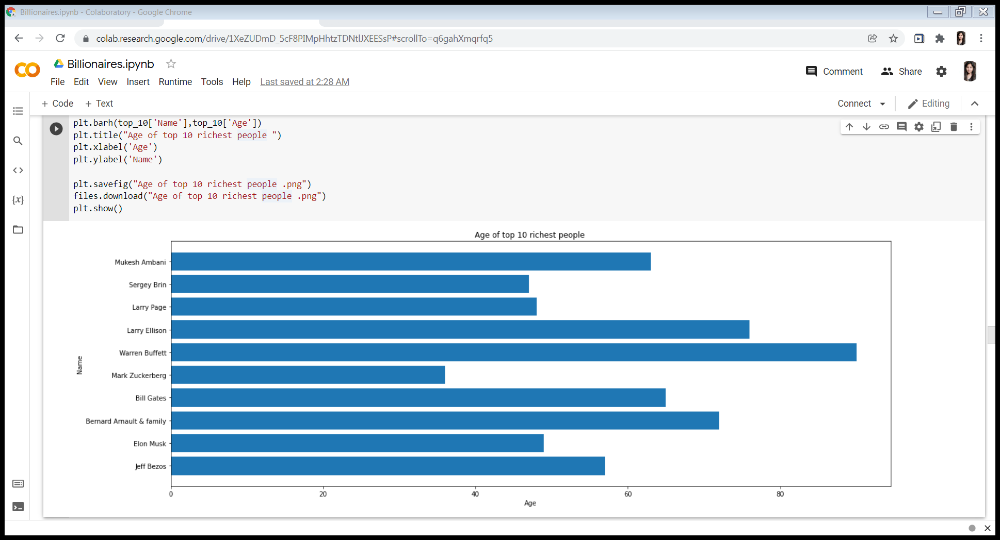 Billionaires.ipynb - Colaboratory - Google Chrome
colab.research.google.com/drive/1XeZUDmD_5cF8PIMpHhtzTDNtlJXEESsP#scrollTo=q6gahXmqrfq5
Billionaires.ipynb
Comment Share
File Edit View Insert Runtime Tools Help Last saved at 2:28 AM
+ Code + Text Connect Editing
plt.barh(top_10['Name'],top_10['Age'])
plt.title("Age of top 10 richest people ")
plt.xlabel('Age')
plt.ylabel('Name')
plt.savefig("Age of top 10 richest people .png")
files.download("Age of top 10 richest people .png")
plt.show()
{x}
Age of top 10 richest people
Mukesh Ambani
Sergey Brin
Larry Page
Larry Ellison
Warren Buffett
Name
Mark Zuckerberg
Bill Gates
Bernard Arnault & family
Elon Musk
Jeff Bezos
0 20 40 60 80
Age